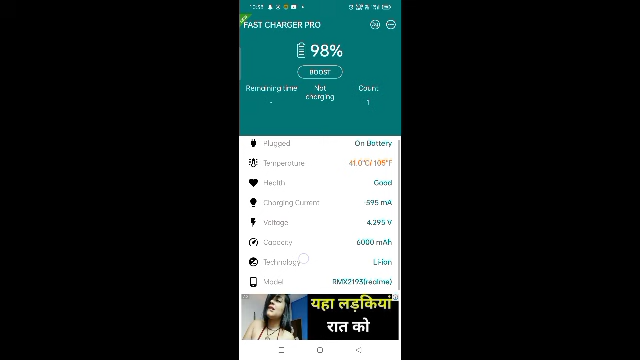 FAST CHARGER PRO
98%
BOOST
Remaining time
Not charging
Count
-
1
Plugged On Battery
Temperature 41.0°C/ 105°F
Health Good
Charging Current 595 mA
Voltage 4.295 V
Capacity 6000 mAh
Technology Li-ion
Model RMX2193(realme)
यहा लड़कियां
रात को